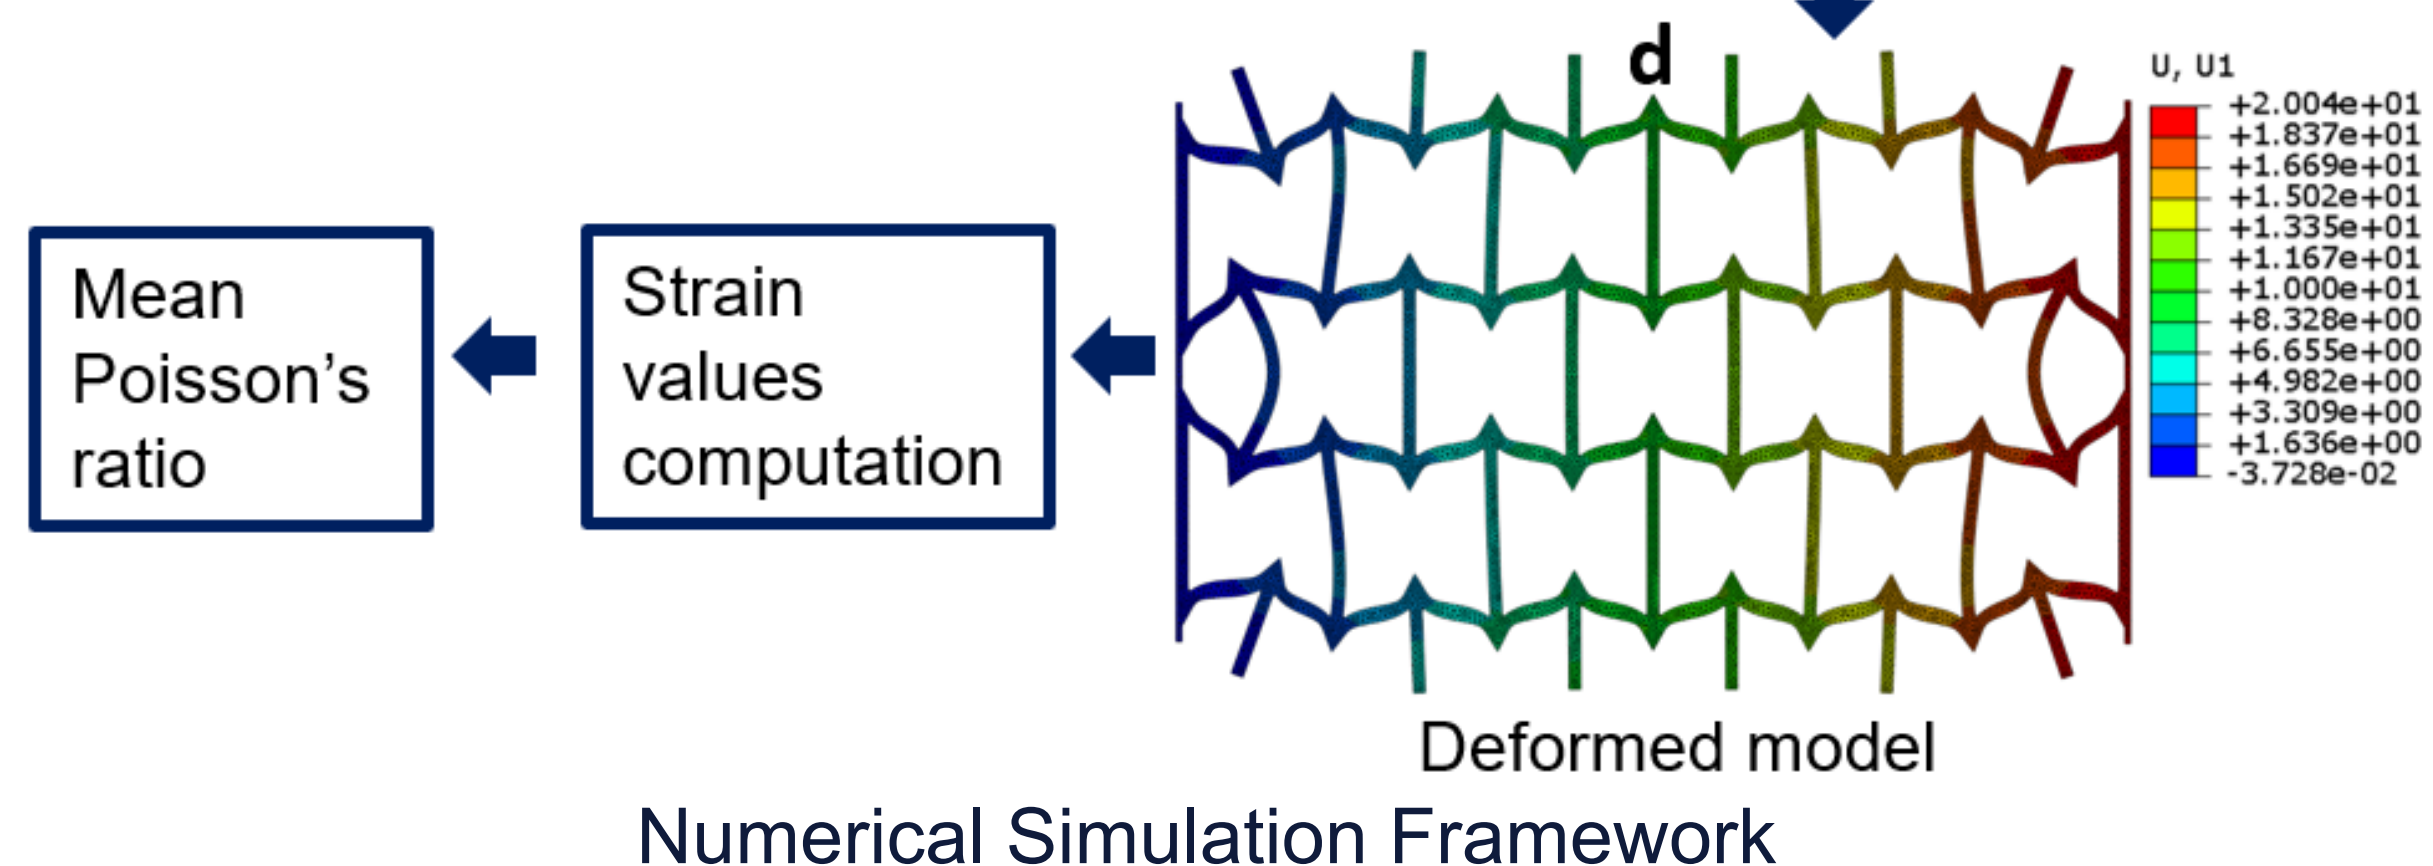 d
U, U1
+2.004e+01
+1.837e+01
+1.669e+01
+1.502e+01
+1.335e+01
+1.167e+01
+1.000e+01
+8.328e+00
+6.655e+00
+4.982e+00
+3.309e+00
+1.636e+00
-3.728e-02
Mean
Poisson’s
ratio
Strain
values
computation
Deformed model
Numerical Simulation Framework